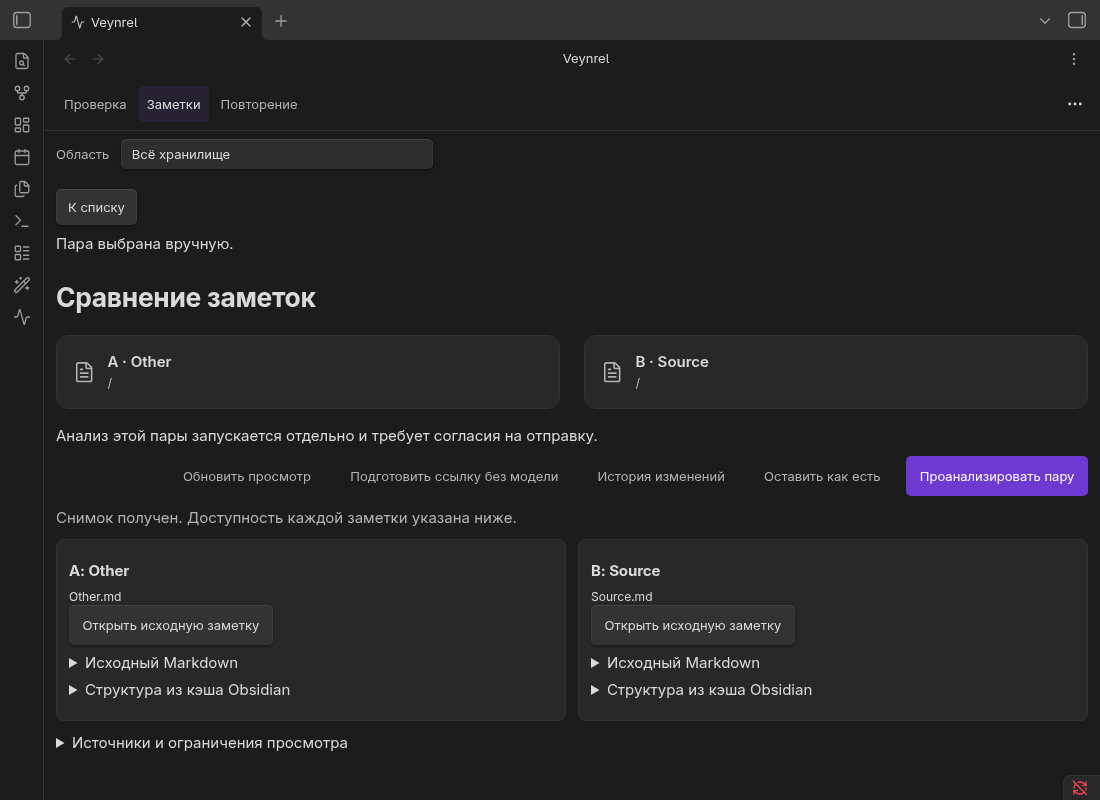 Veynrel
Veynrel
Проверка Заметки Повторение
Область Всё хранилище
К списку
Пара выбрана вручную.
Сравнение заметок
A · Other
/
B · Source
/
Анализ этой пары запускается отдельно и требует согласия на отправку.
Обновить просмотр Подготовить ссылку без модели История изменений Оставить как есть Проанализировать пару
Снимок получен. Доступность каждой заметки указана ниже.
A: Other
Other.md
Открыть исходную заметку
Исходный Markdown
Структура из кэша Obsidian
B: Source
Source.md
Открыть исходную заметку
Исходный Markdown
Структура из кэша Obsidian
Источники и ограничения просмотра